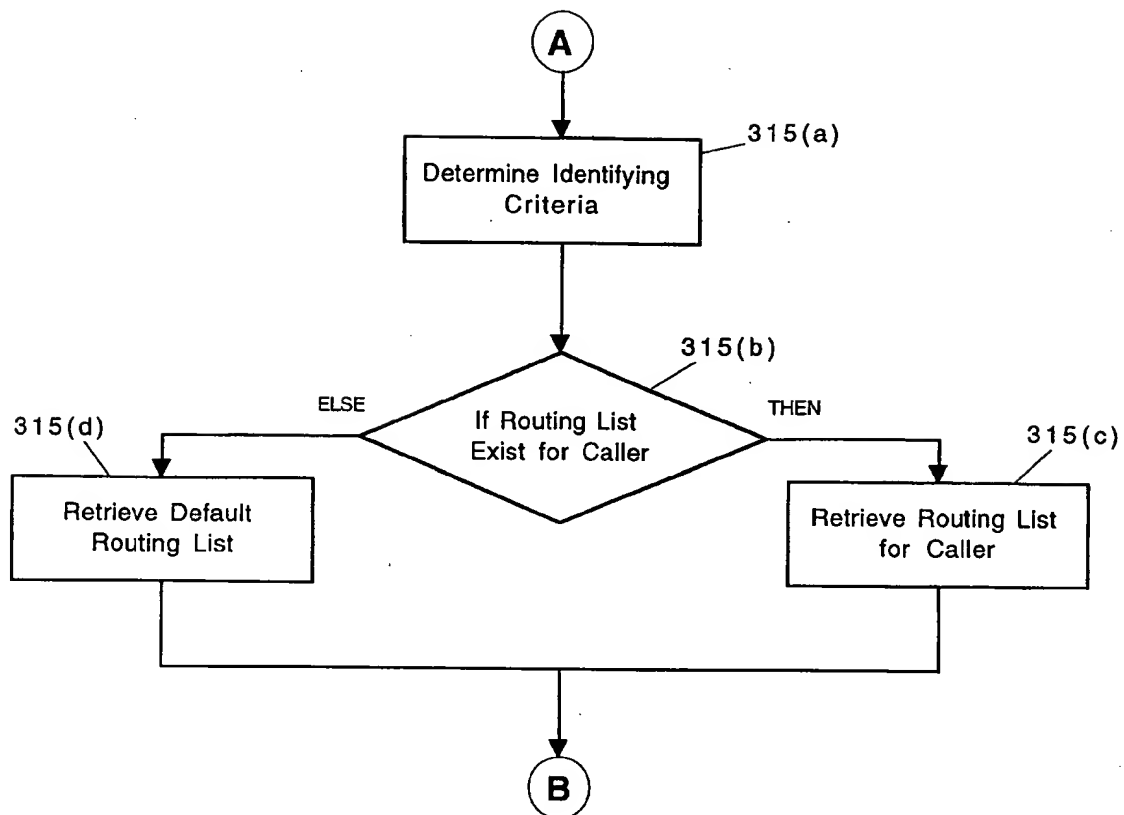 A
315(a)
Determine Identifying
Criteria
315(b)
ELSE
If Routing List
Exist for Caller
THEN
315(d)
315(c)
Retrieve Default
Routing List
Retrieve Routing List
for Caller
B